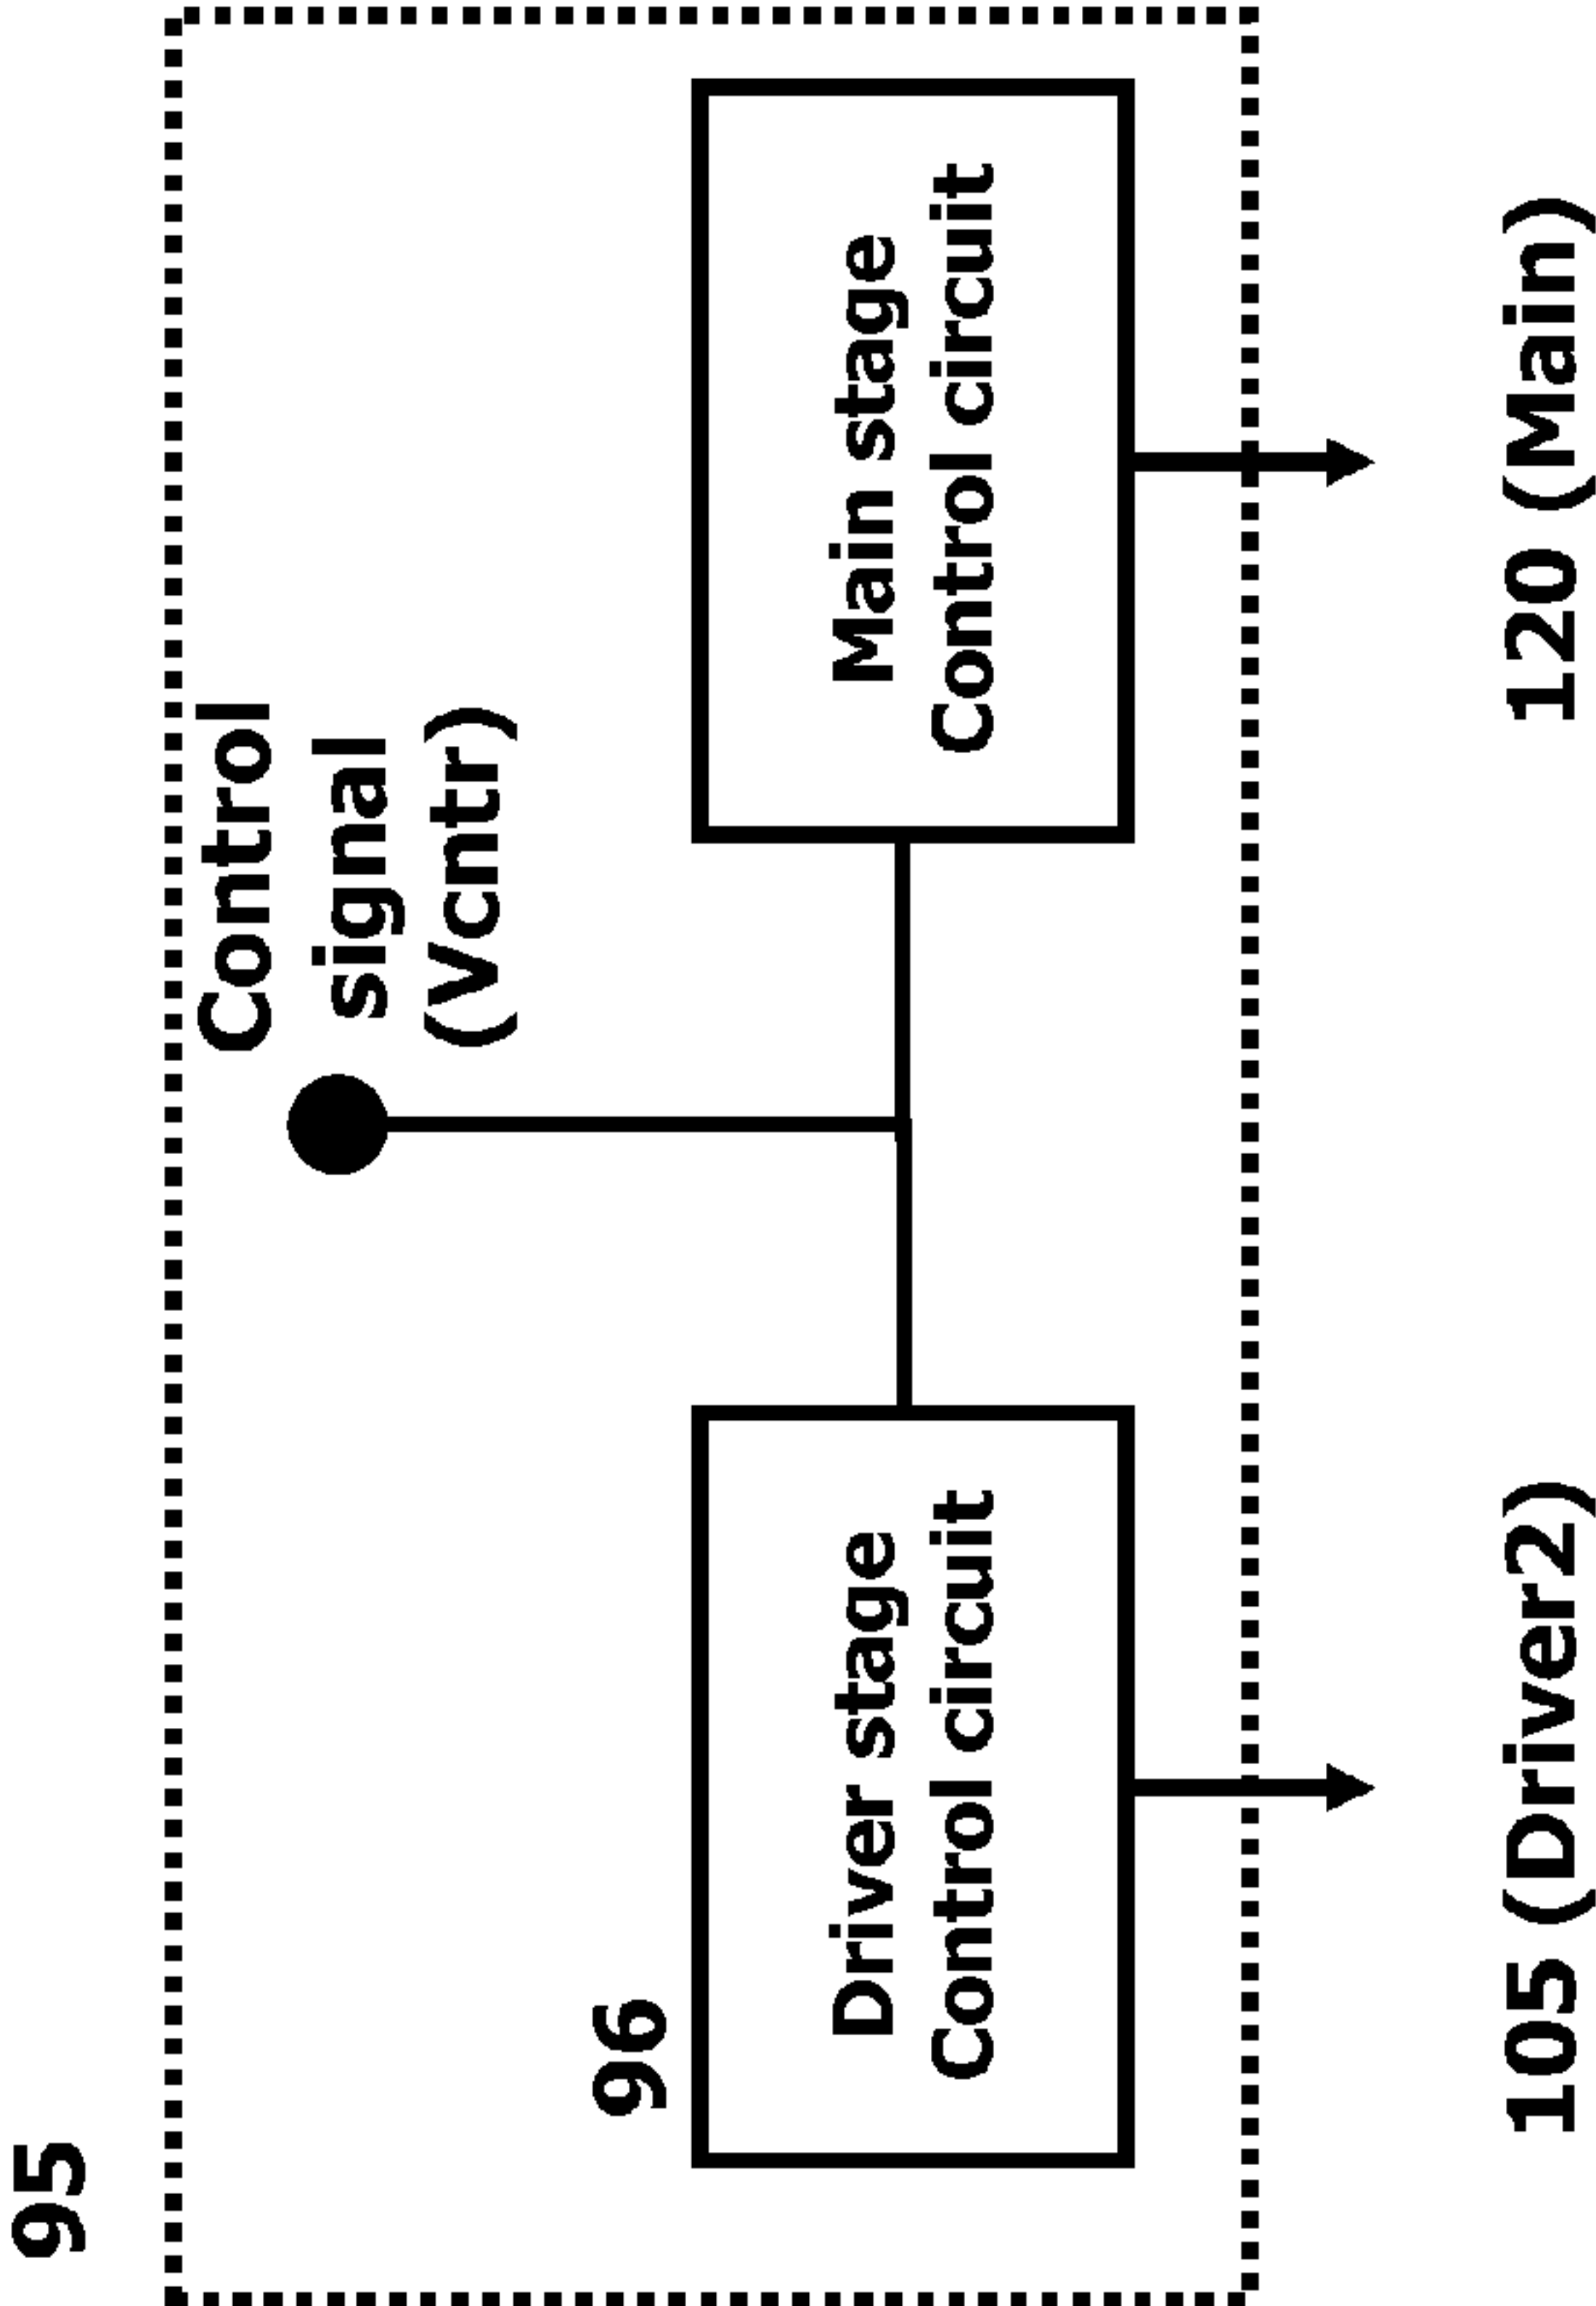 95
Control
signal
(Vcntr)
96
Driver stage
Control circuit
Main stage
Control circuit
105 (Driver2)
120 (Main)